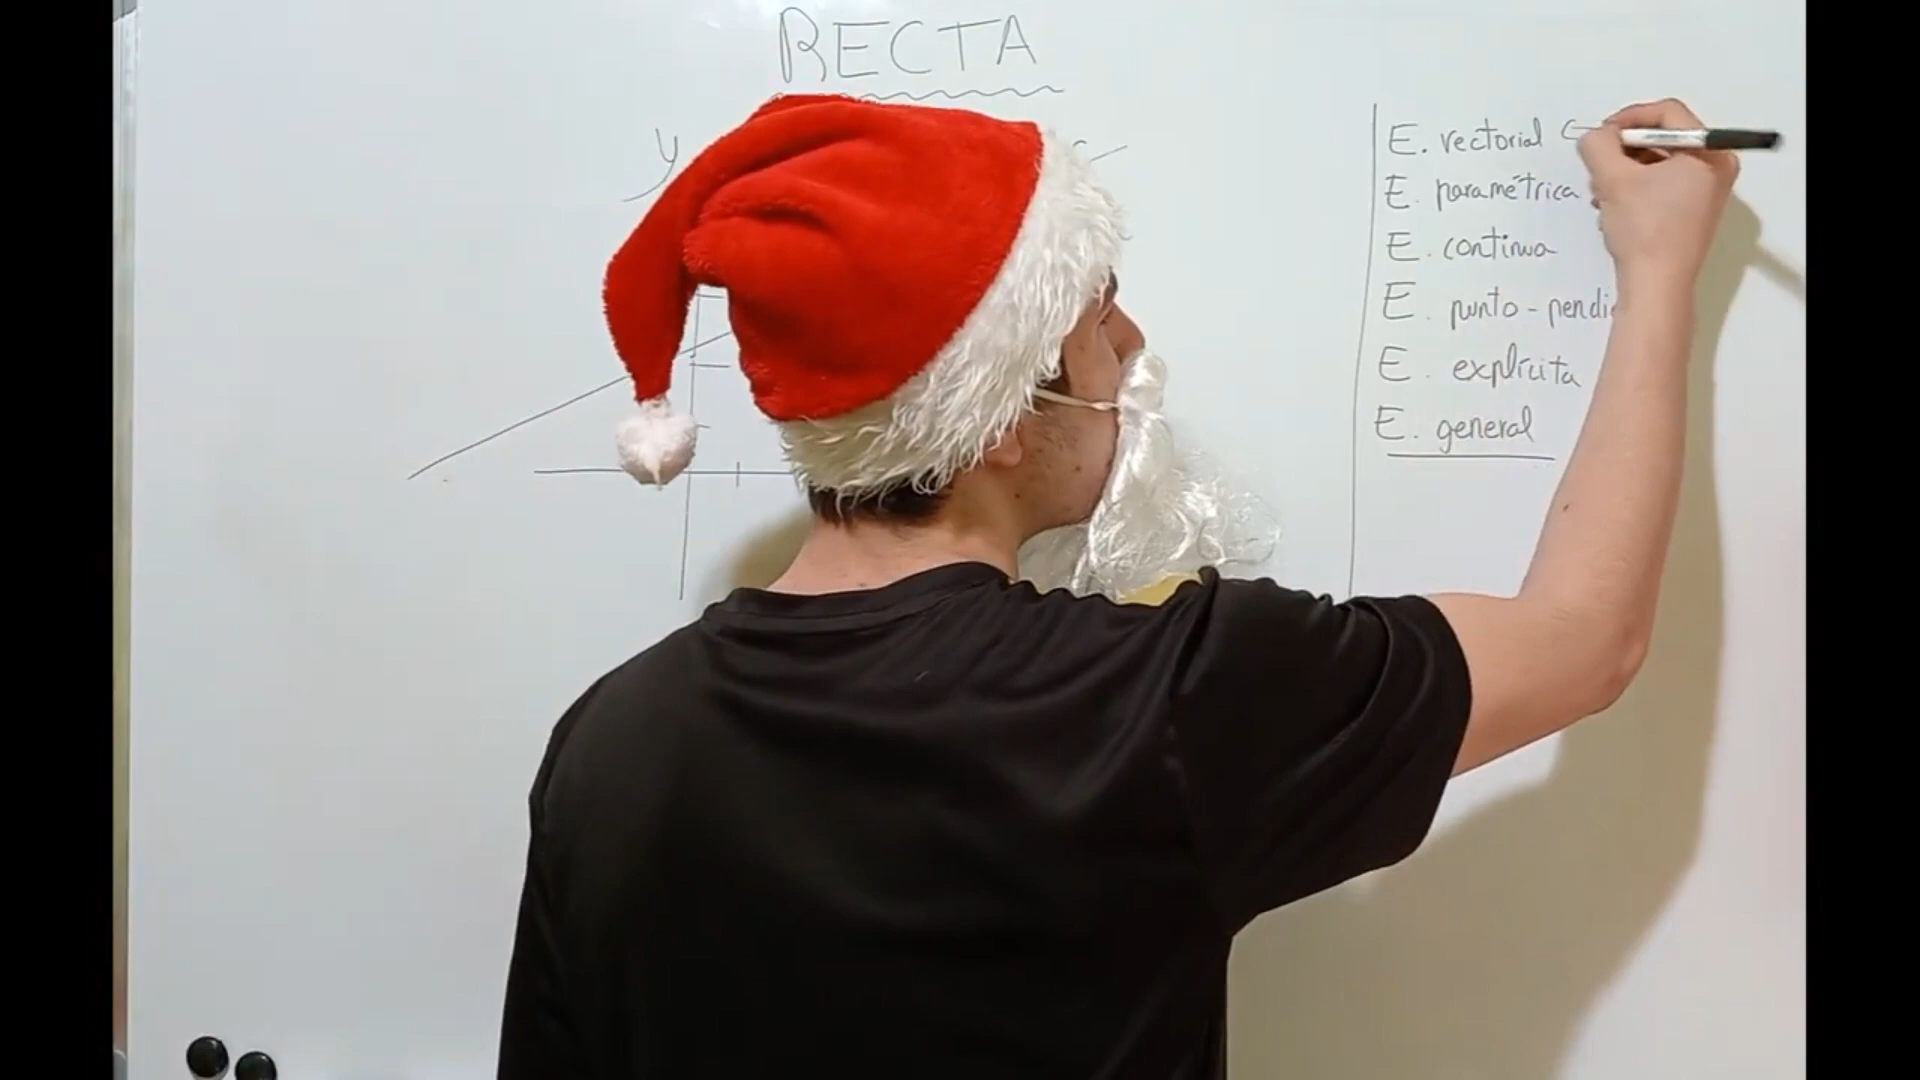 RECTA
y
E. vectorial
E. paramétrica
E. continua
E. punto-pendi
E. explícita
E. general